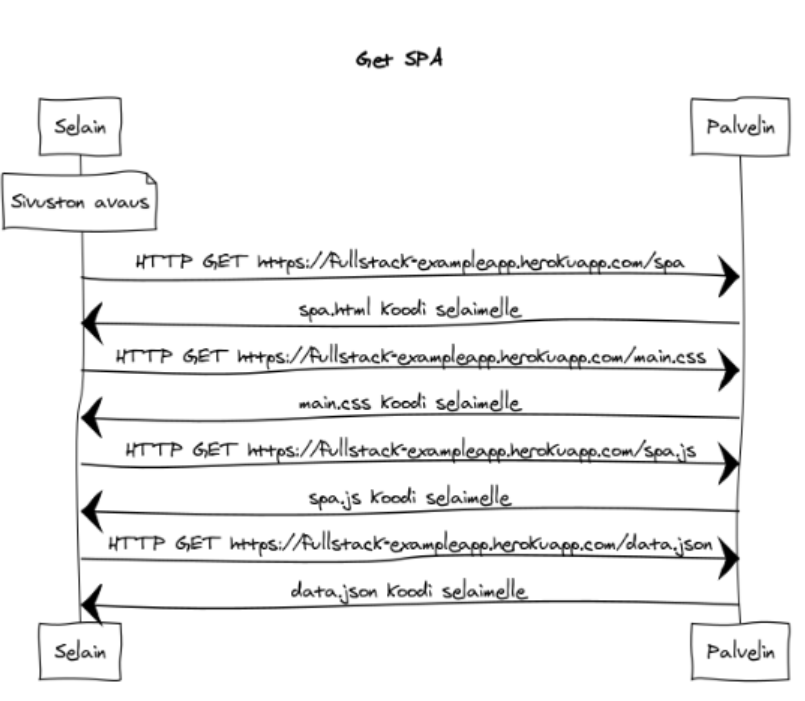 Get SPA
Selain
Palvelin
Sivuston avaus
HTTP GET https://fullstack-exampleapp.herokuapp.com/spa
spa.html koodi selaimelle
HTTP GET https://fullstack-exampleapp.herokuapp.com/main.css
main.css koodi selaimelle
HTTP GET https://fullstack-exampleapp.herokuapp.com/spa.js
spa.js koodi selaimelle
HTTP GET https://fullstack-exampleapp.herokuapp.com/data.json
data.json koodi selaimelle
Selain
Palvelin